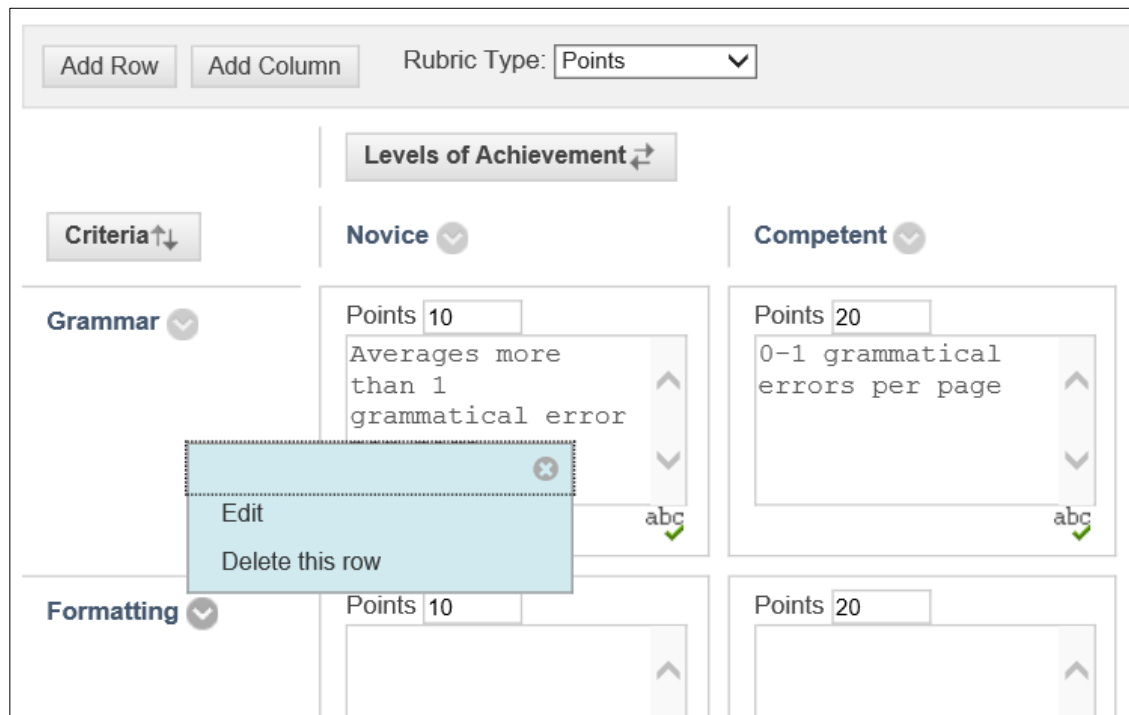 Add Row Add Column Rubric Type: Points
Levels of Achievement
Criteria Novice Competent
Grammar Points 10 Points 20
Averages more 0-1 grammatical
than 1 errors per page
grammatical error
abc abc
Edit
Delete this row
Formatting Points 10 Points 20